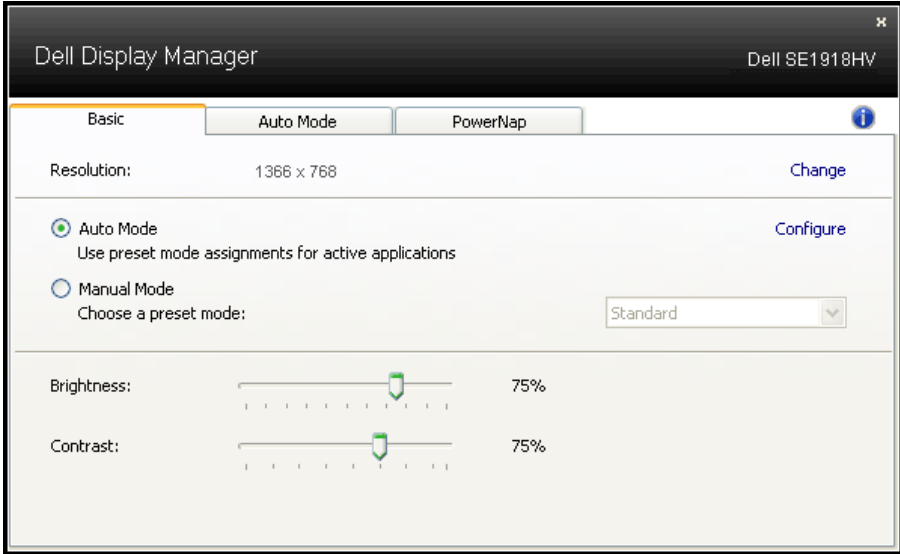 Dell Display Manager
Dell SE1918HV
Basic
Auto Mode
PowerNap
Resolution:
1366 x 768
Change
Auto Mode
Configure
Use preset mode assignments for active applications
Manual Mode
Choose a preset mode:
Standard
Brightness:
75%
Contrast:
75%